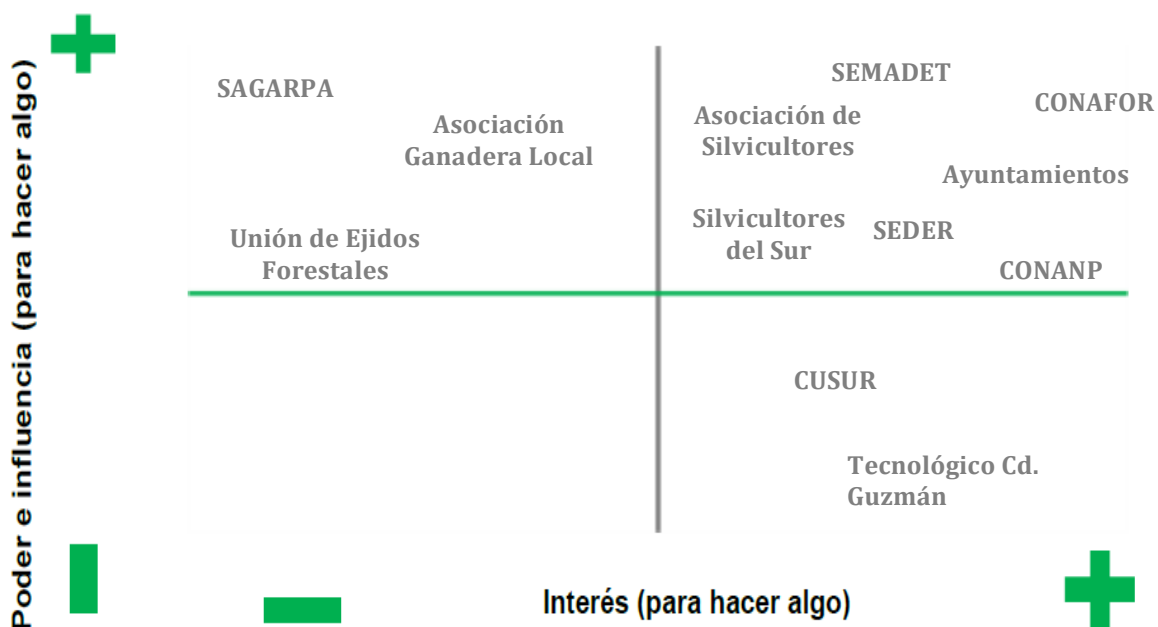 Poder e influencia (para hacer algo)
SAGARPA
Asociación
Ganadera Local
Unión de Ejidos
Forestales
SEMADET
CONAFOR
Asociación de
Silvicultores
Ayuntamientos
Silvicultores
del Sur
SEDER
CONANP
CUSUR
Tecnológico Cd.
Guzmán
Interés (para hacer algo)